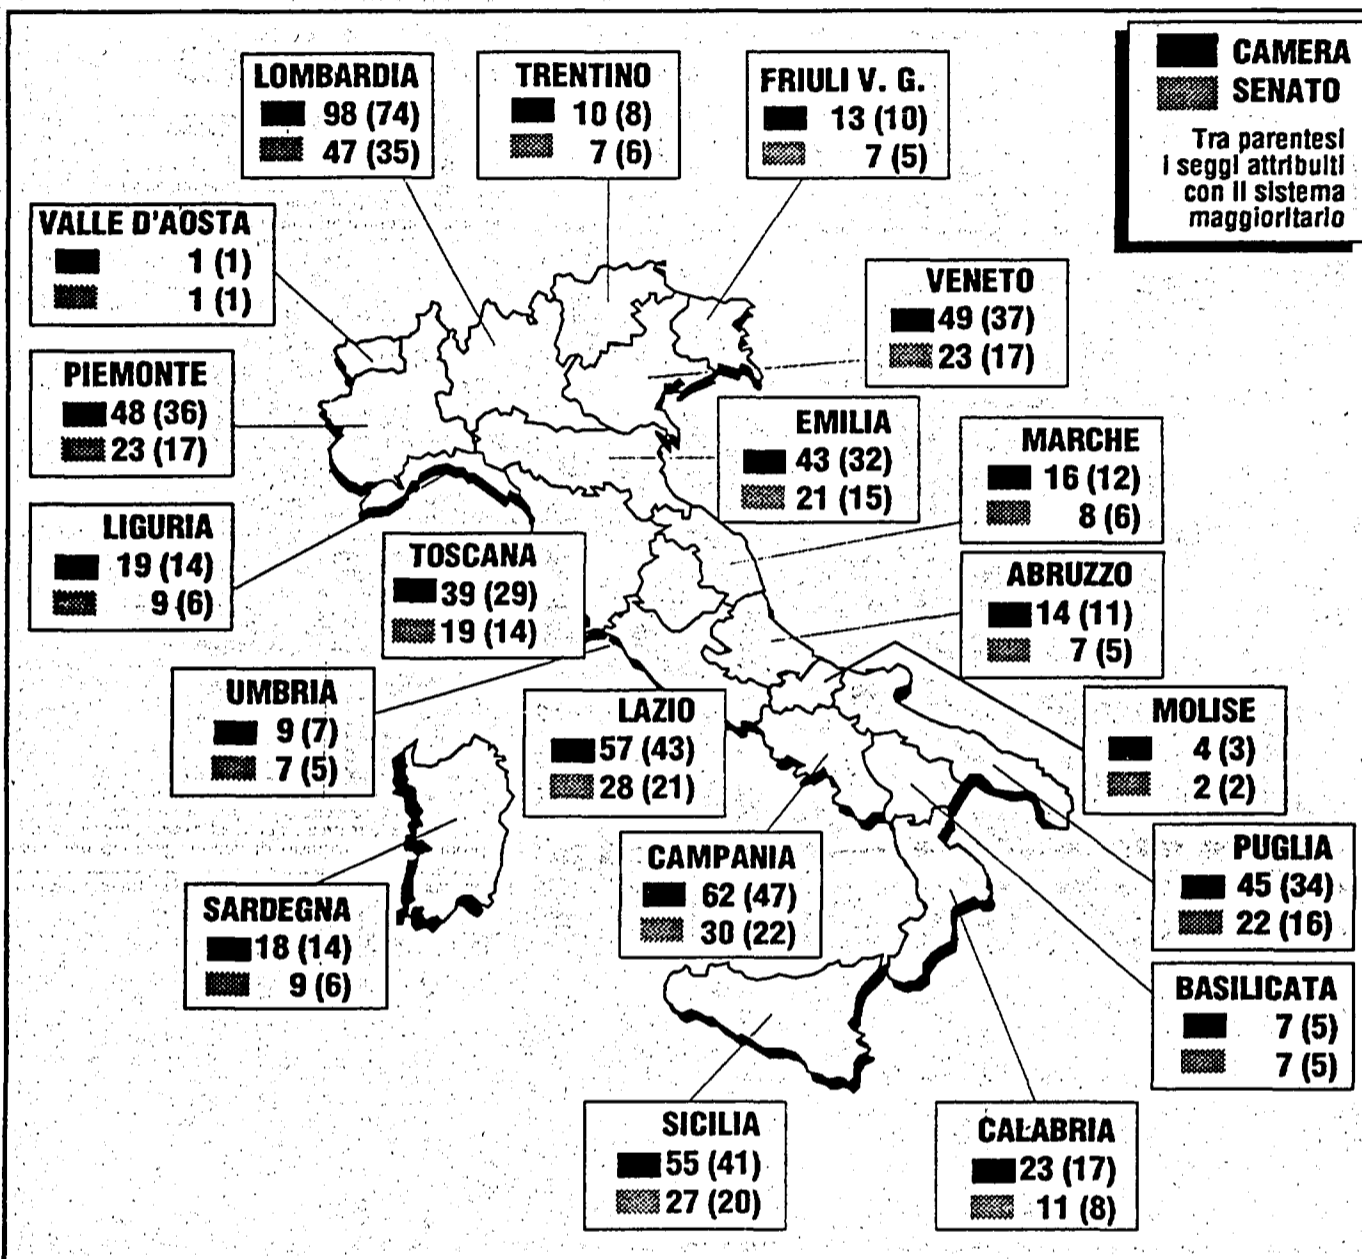 CAMERA
SENATO
Tra parentesi
i seggi attribuiti
con il sistema
maggioritario
LOMBARDIA
98 (74)
47 (35)
TRENTINO
10 (8)
7 (6)
FRIULI V. G.
13 (10)
7 (5)
VALLE D'AOSTA
1 (1)
1 (1)
VENETO
49 (37)
23 (17)
PIEMONTE
48 (36)
23 (17)
EMILIA
43 (32)
21 (15)
MARCHE
16 (12)
8 (6)
LIGURIA
19 (14)
9 (6)
TOSCANA
39 (29)
19 (14)
ABRUZZO
14 (11)
7 (5)
UMBRIA
9 (7)
7 (5)
LAZIO
57 (43)
28 (21)
MOLISE
4 (3)
2 (2)
CAMPANIA
62 (47)
30 (22)
PUGLIA
45 (34)
22 (16)
SARDEGNA
18 (14)
9 (6)
BASILICATA
7 (5)
7 (5)
SICILIA
55 (41)
27 (20)
CALABRIA
23 (17)
11 (8)